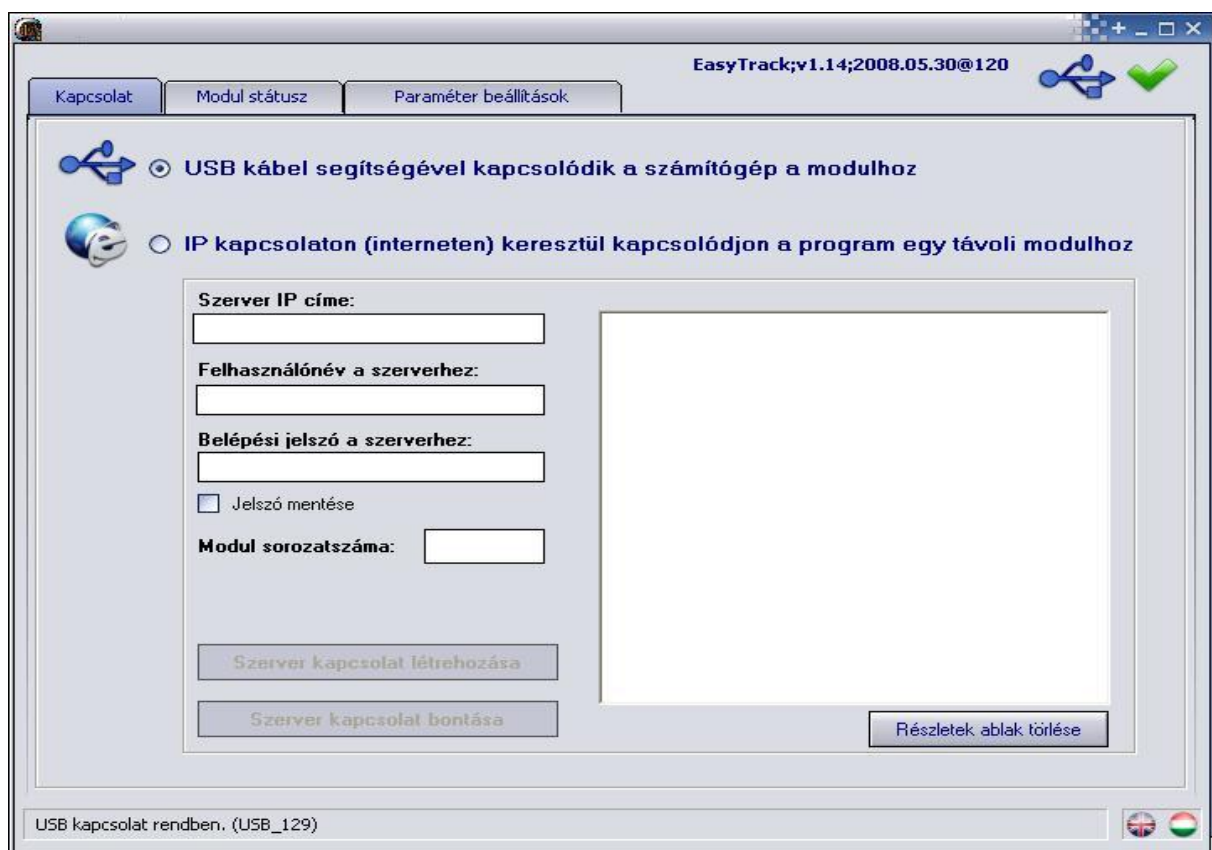 EasyTrack;v1.14;2008.05.30@120
Kapcsolat
Modul státusz
Paraméter beállítások
USB kábel segítségével kapcsolódik a számítógép a modulhoz
IP kapcsolaton (interneten) keresztül kapcsolódjon a program egy távoli modulhoz
Szerver IP címe:
Felhasználónév a szerverhez:
Belépési jelszó a szerverhez:
Jelszó mentése
Modul sorozatszáma:
Szerver kapcsolat létrehozása
Szerver kapcsolat bontása
Részletek ablak törlése
USB kapcsolat rendben. (USB_129)